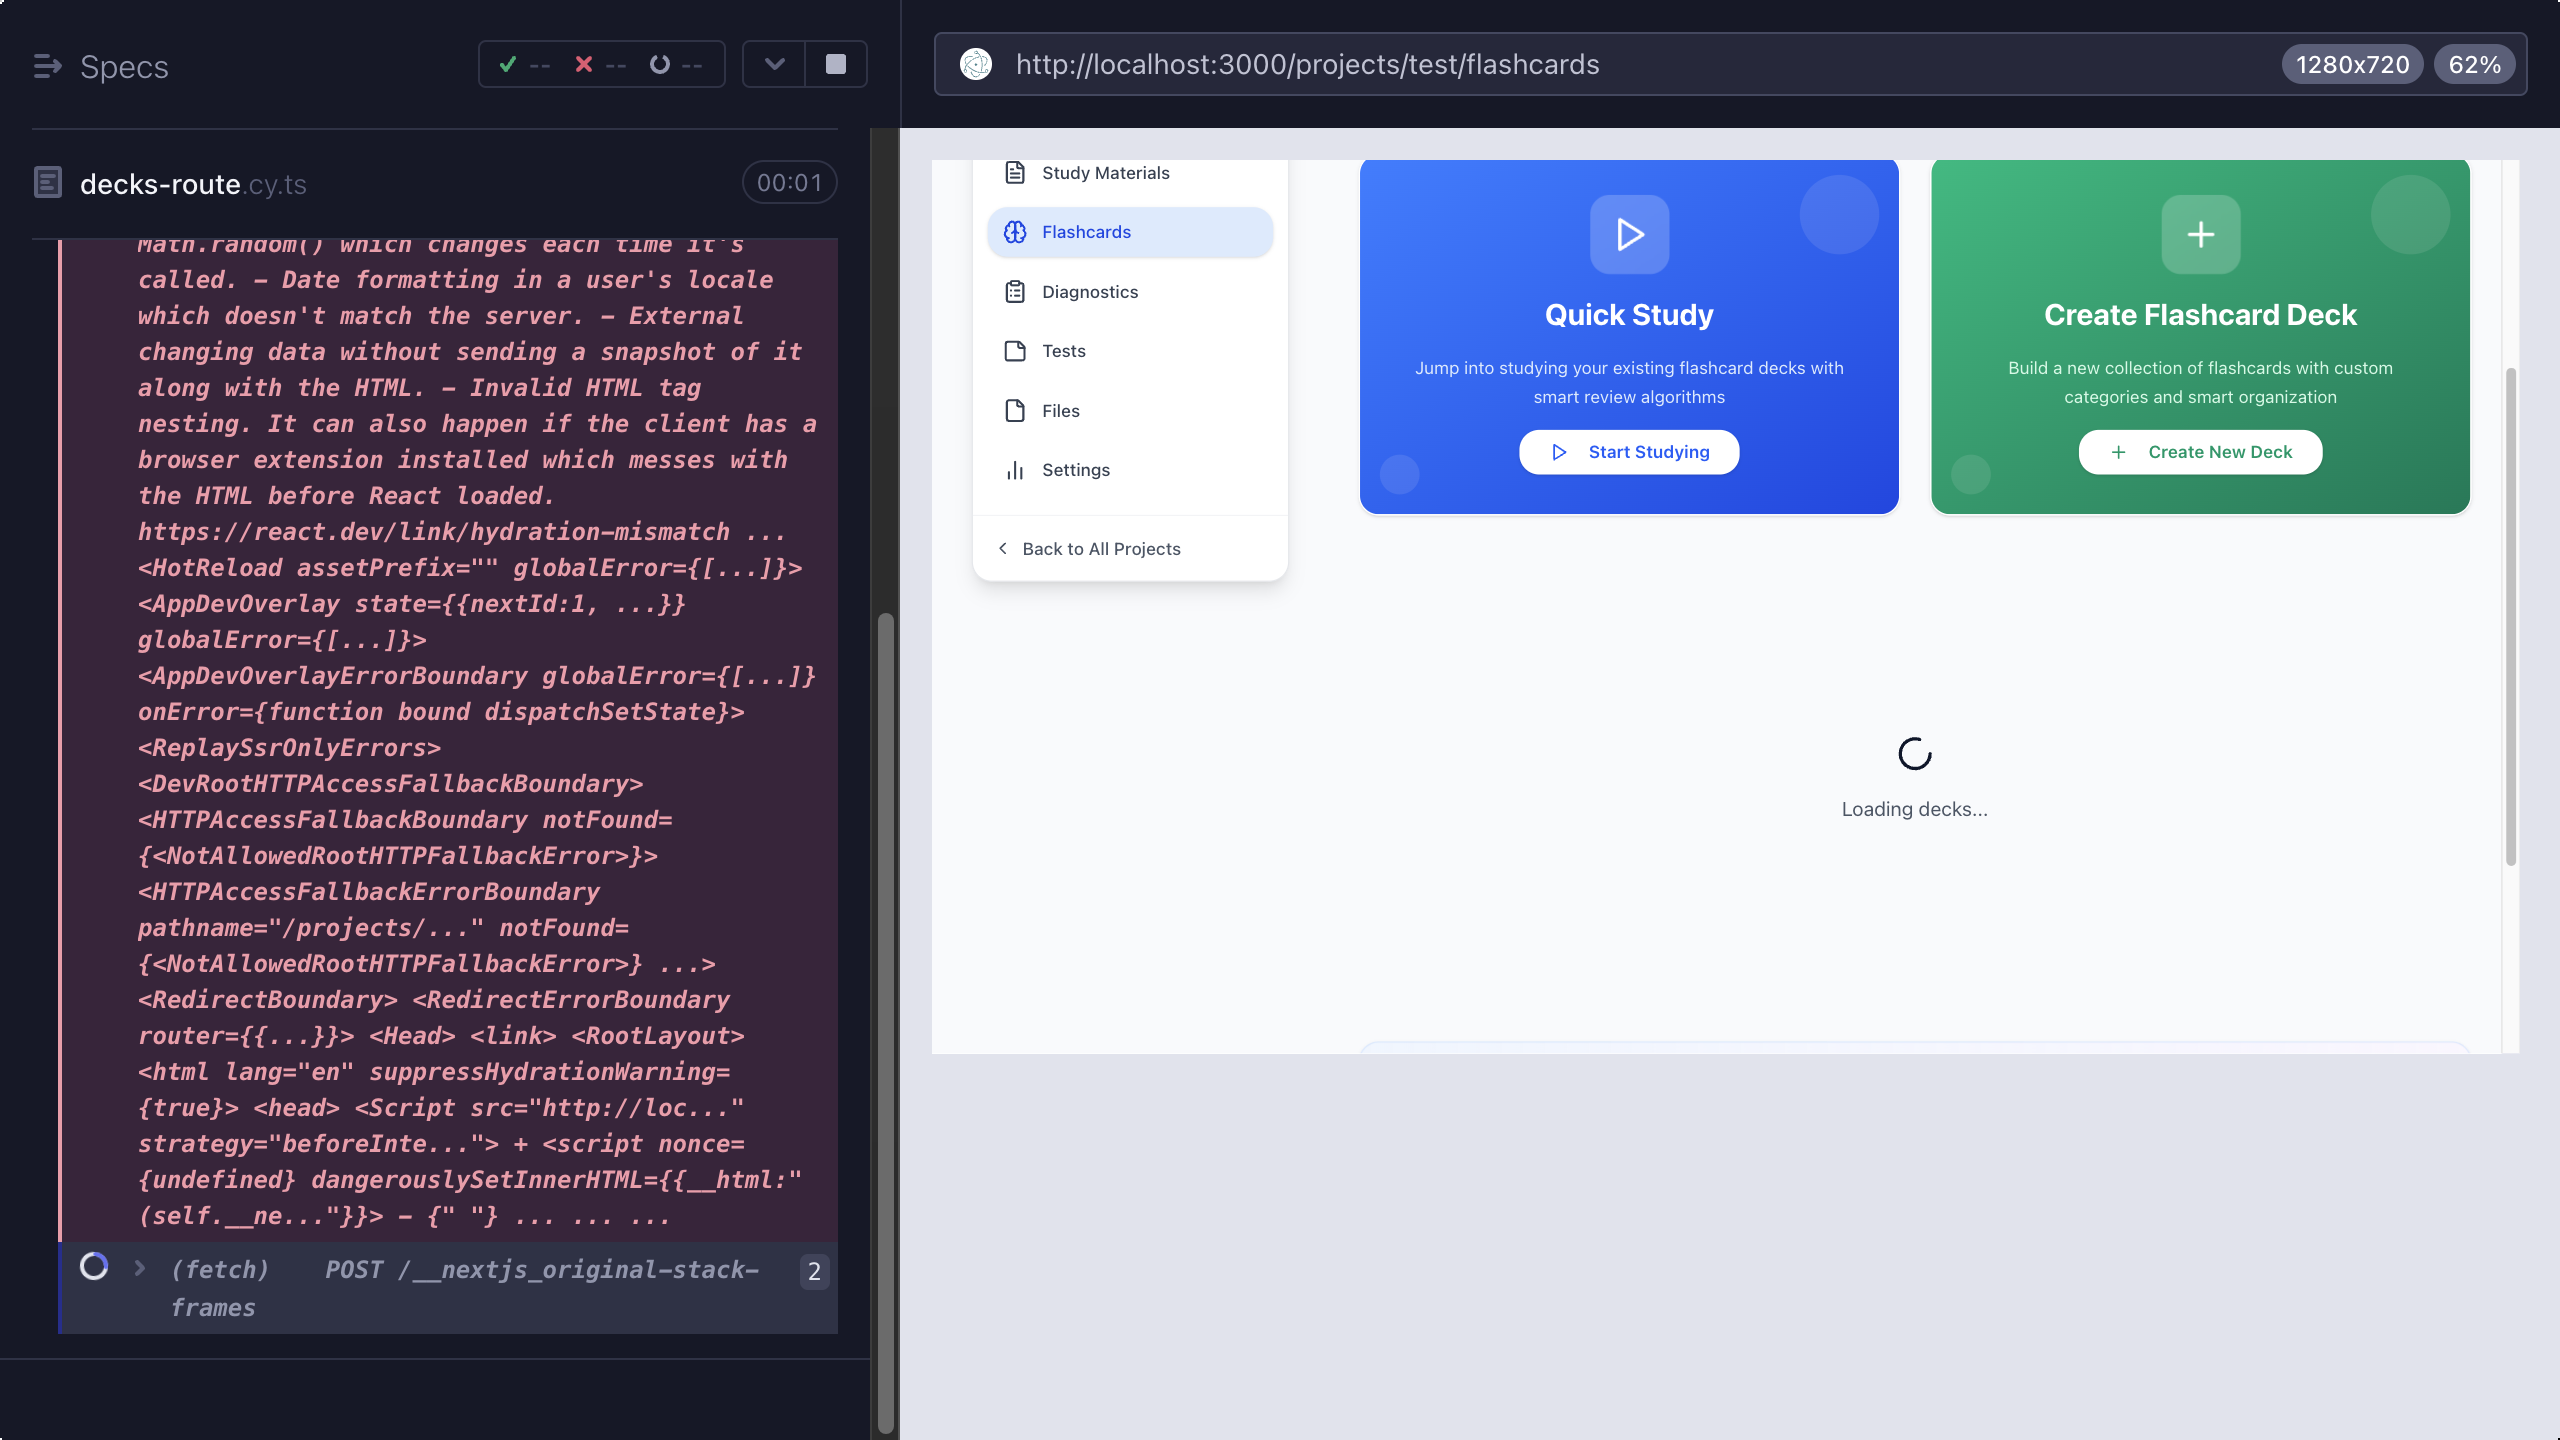 Specs
--
--
--
decks-route.cy.ts
00:01
Math.random() which changes each time it's
called. - Date formatting in a user's locale
which doesn't match the server. - External
changing data without sending a snapshot of it
along with the HTML. - Invalid HTML tag
nesting. It can also happen if the client has a
browser extension installed which messes with
the HTML before React loaded.
https://react.dev/link/hydration-mismatch ...
<HotReload assetPrefix="" globalError={[...]}>
<AppDevOverlay state={{nextId:1, ...}}
globalError={[...]}>
<AppDevOverlayErrorBoundary globalError={[...]}
onError={function bound dispatchSetState}>
<ReplaySsrOnlyErrors>
<DevRootHTTPAccessFallbackBoundary>
<HTTPAccessFallbackBoundary notFound=
{<NotAllowedRootHTTPFallbackError>}>
<HTTPAccessFallbackErrorBoundary
pathname="/projects/..." notFound=
{<NotAllowedRootHTTPFallbackError>} ...>
<RedirectBoundary> <RedirectErrorBoundary
router={{...}}> <Head> <link> <RootLayout>
<html lang="en" suppressHydrationWarning=
{true}> <head> <Script src="http://loc..."
strategy="beforeInte..."> + <script nonce=
{undefined} dangerouslySetInnerHTML={{__html:"
(self.__ne..."}}> - {" "} ... ... ...
(fetch) POST /__nextjs_original-stack-
frames
2
http://localhost:3000/projects/test/flashcards
1280x720
62%
Study Materials
Flashcards
Diagnostics
Tests
Files
Settings
Back to All Projects
Quick Study
Jump into studying your existing flashcard decks with
smart review algorithms
Start Studying
Create Flashcard Deck
Build a new collection of flashcards with custom
categories and smart organization
Create New Deck
Loading decks...